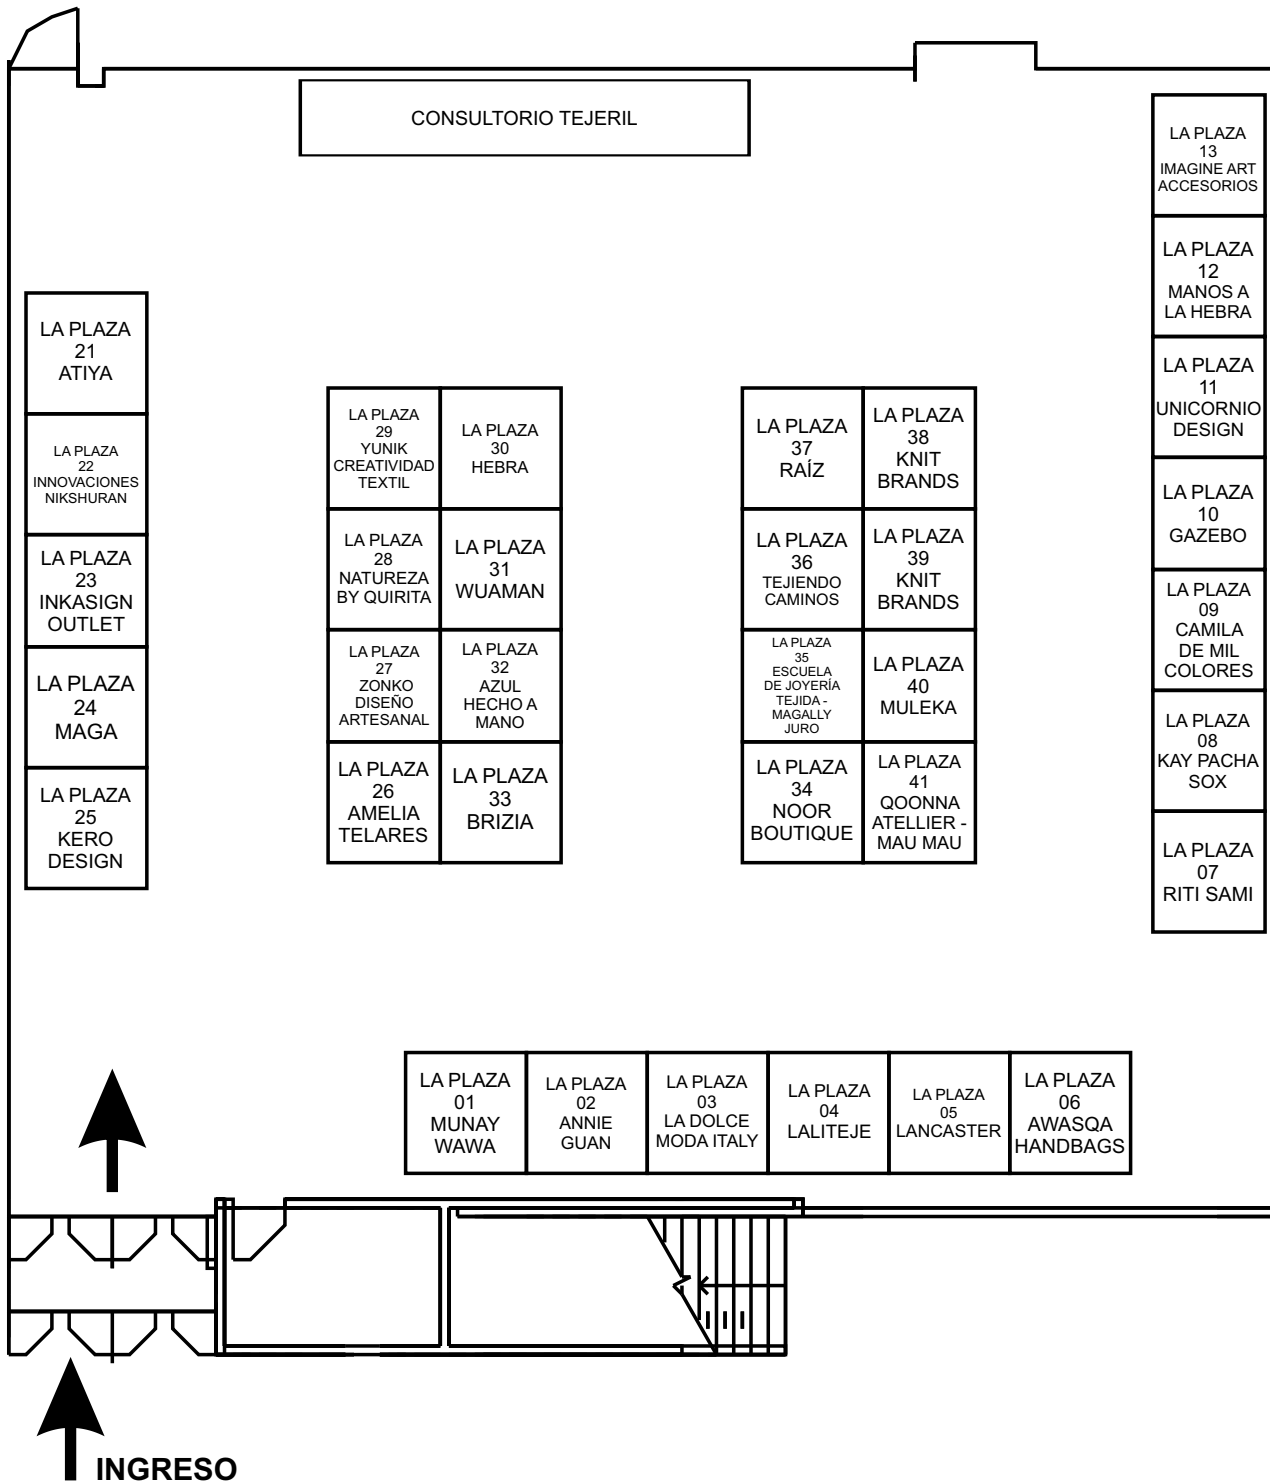 CONSULTORIO TEJERIL
LA PLAZA
13
IMAGINE ART
ACCESORIOS
LA PLAZA
12
MANOS A
LA HEBRA
LA PLAZA
11
UNICORNIO
DESIGN
LA PLAZA
10
GAZEBO
LA PLAZA
09
CAMILA
DE MIL
COLORES
LA PLAZA
08
KAY PACHA
SOX
LA PLAZA
07
RITI SAMI
LA PLAZA
21
ATIYA
LA PLAZA
22
INNOVACIONES
NIKSHURAN
LA PLAZA
23
INKASIGN
OUTLET
LA PLAZA
24
MAGA
LA PLAZA
25
KERO
DESIGN
LA PLAZA
29
YUNIK
CREATIVIDAD
TEXTIL
LA PLAZA
30
HEBRA
LA PLAZA
28
NATUREZA
BY QUIRITA
LA PLAZA
31
WUAMAN
LA PLAZA
27
ZONKO
DISEÑO
ARTESANAL
LA PLAZA
32
AZUL
HECHO A
MANO
LA PLAZA
26
AMELIA
TELARES
LA PLAZA
33
BRIZIA
LA PLAZA
37
RAÍZ
LA PLAZA
38
KNIT
BRANDS
LA PLAZA
36
TEJIENDO
CAMINOS
LA PLAZA
39
KNIT
BRANDS
LA PLAZA
35
ESCUELA
DE JOYERÍA
TEJIDA -
MAGALLY
JURO
LA PLAZA
40
MULEKA
LA PLAZA
34
NOOR
BOUTIQUE
LA PLAZA
41
QOONNA
ATELLIER -
MAU MAU
LA PLAZA
01
MUNAY
WAWA
LA PLAZA
02
ANNIE
GUAN
LA PLAZA
03
LA DOLCE
MODA ITALY
LA PLAZA
04
LALITEJE
LA PLAZA
05
LANCASTER
LA PLAZA
06
AWASQA
HANDBAGS
INGRESO